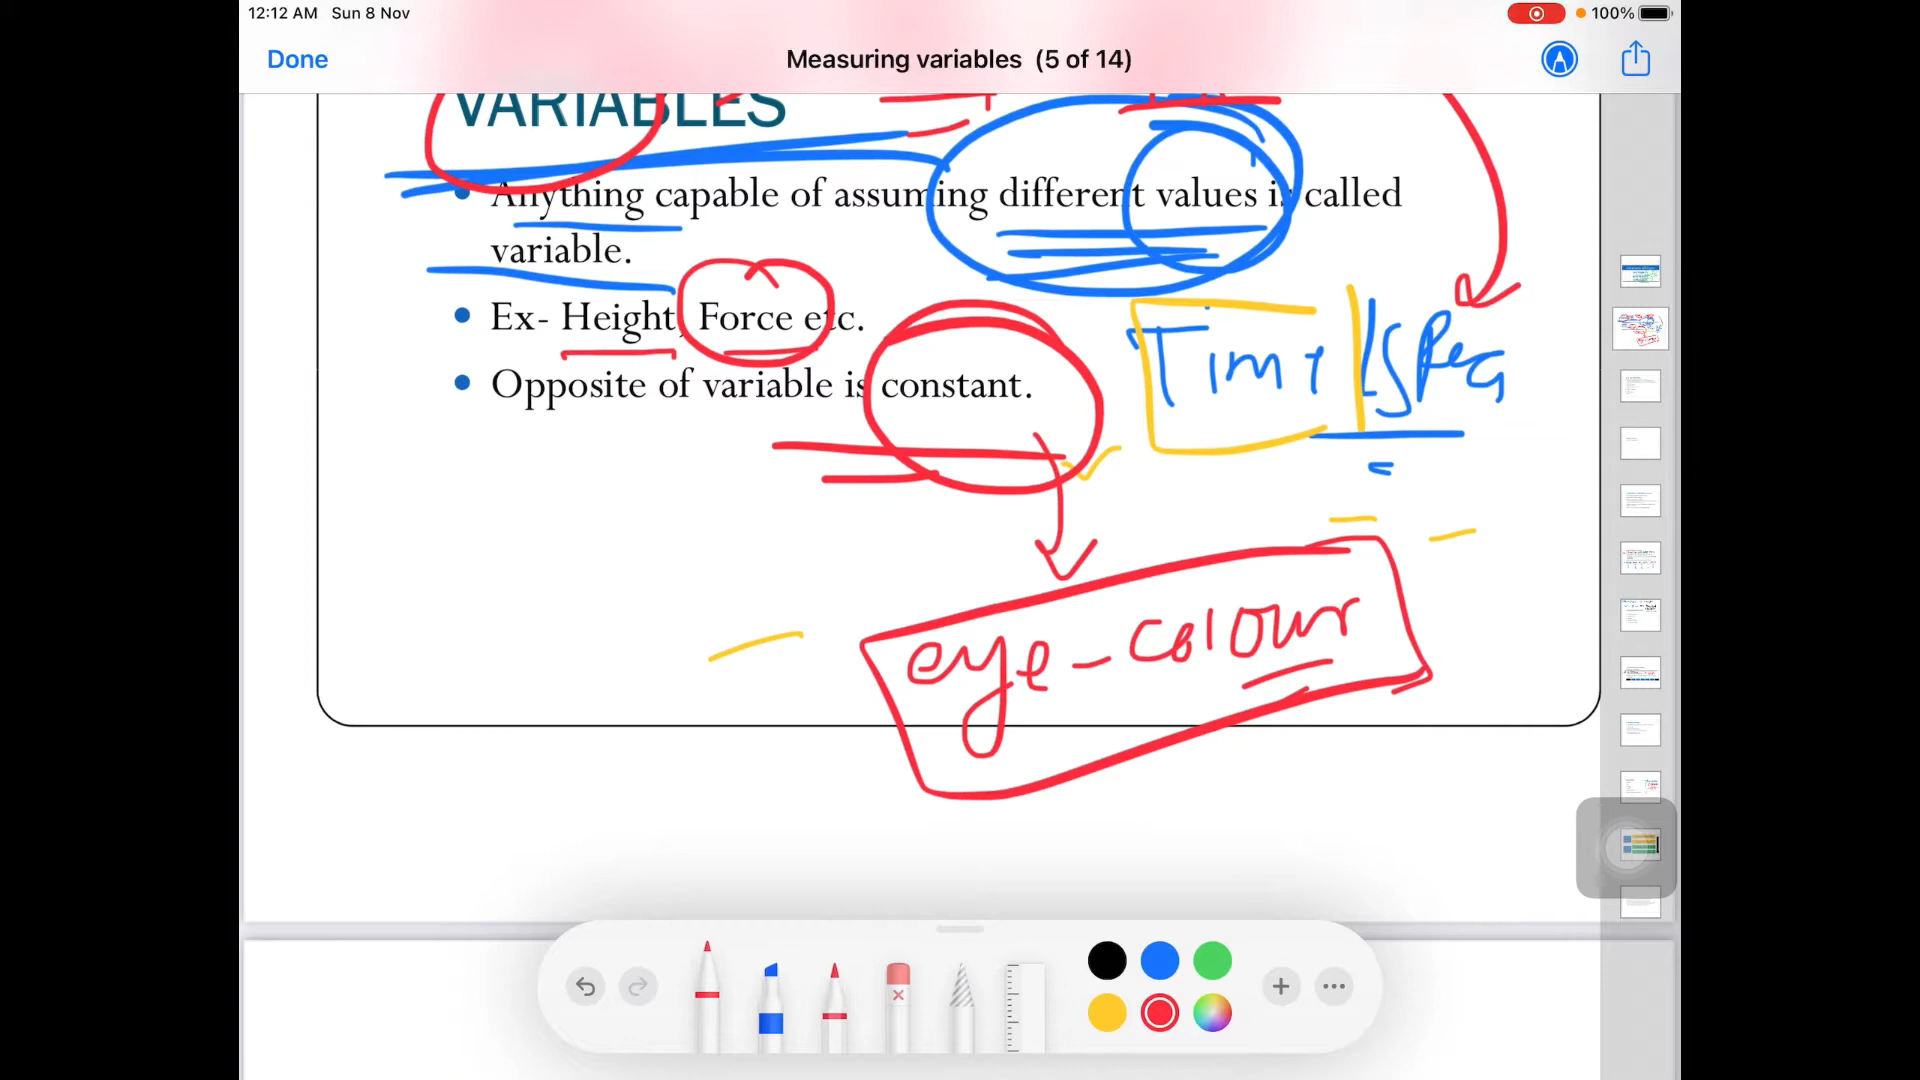 12:12 AM Sun 8 Nov
100%
Done
Measuring variables (5 of 14)
VARIABLES
Anything capable of assuming different values is called
variable.
Ex- Height, Force etc.
Opposite of variable is constant.
eye-colour